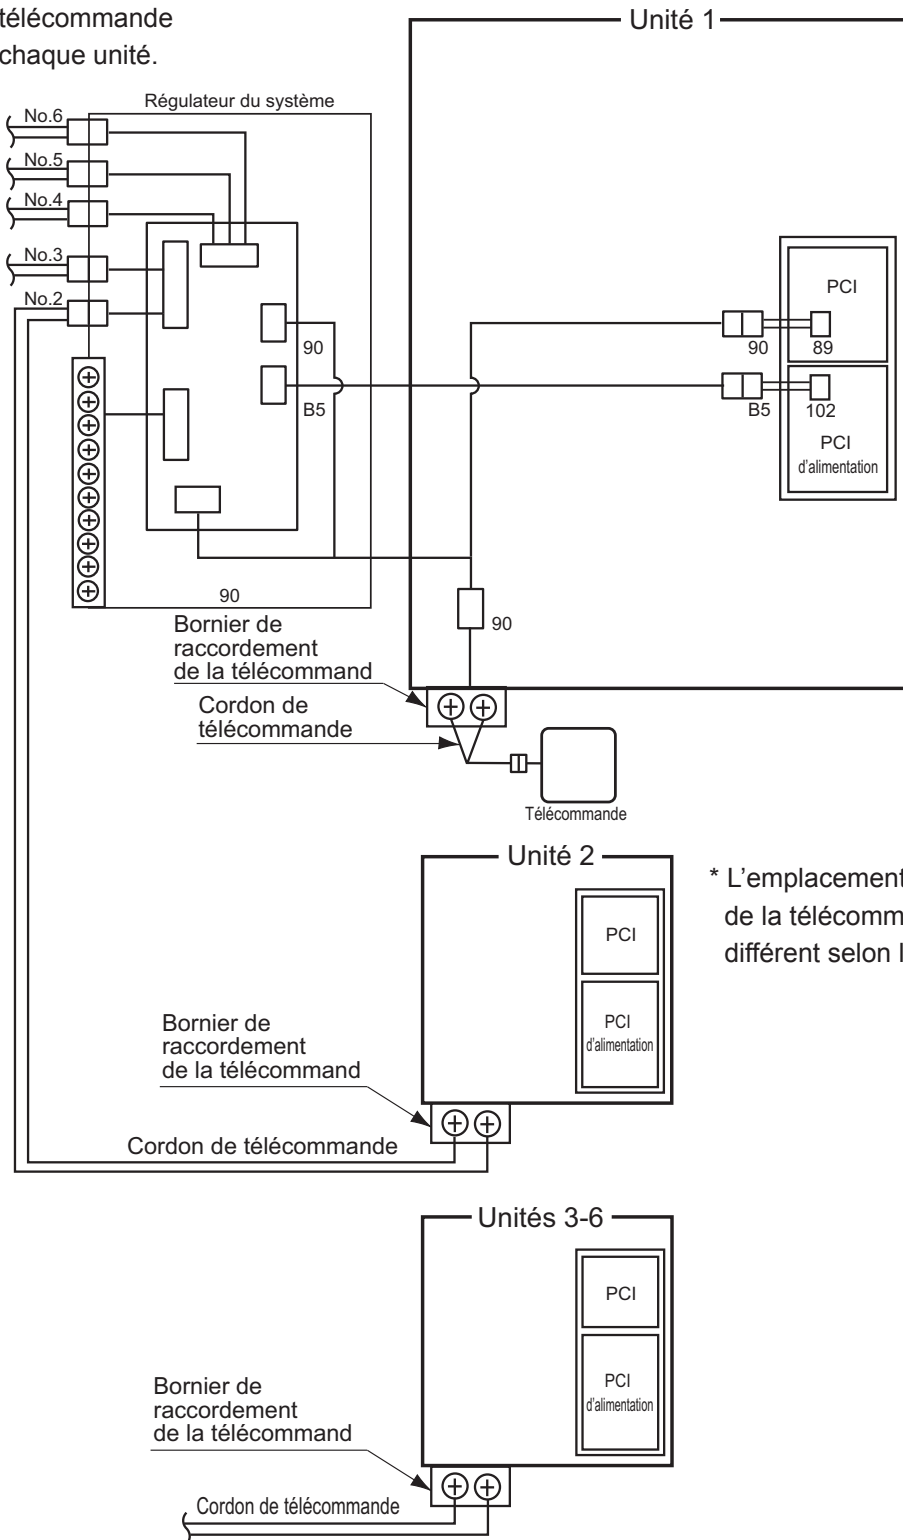 télécommande
chaque unité.
Unité 1
Régulateur du système
No.6
No.5
No.4
No.3
No.2
90
B5
90
PCI
90
89
B5
102
PCI
d'alimentation
90
Bornier de
raccordement
de la télécommand
Cordon de
télécommande
Télécommande
Unité 2
PCI
PCI
d'alimentation
* L'emplacement
de la télécomm
différent selon l
Bornier de
raccordement
de la télécommand
Cordon de télécommande
Unités 3-6
PCI
PCI
d'alimentation
Bornier de
raccordement
de la télécommand
Cordon de télécommande